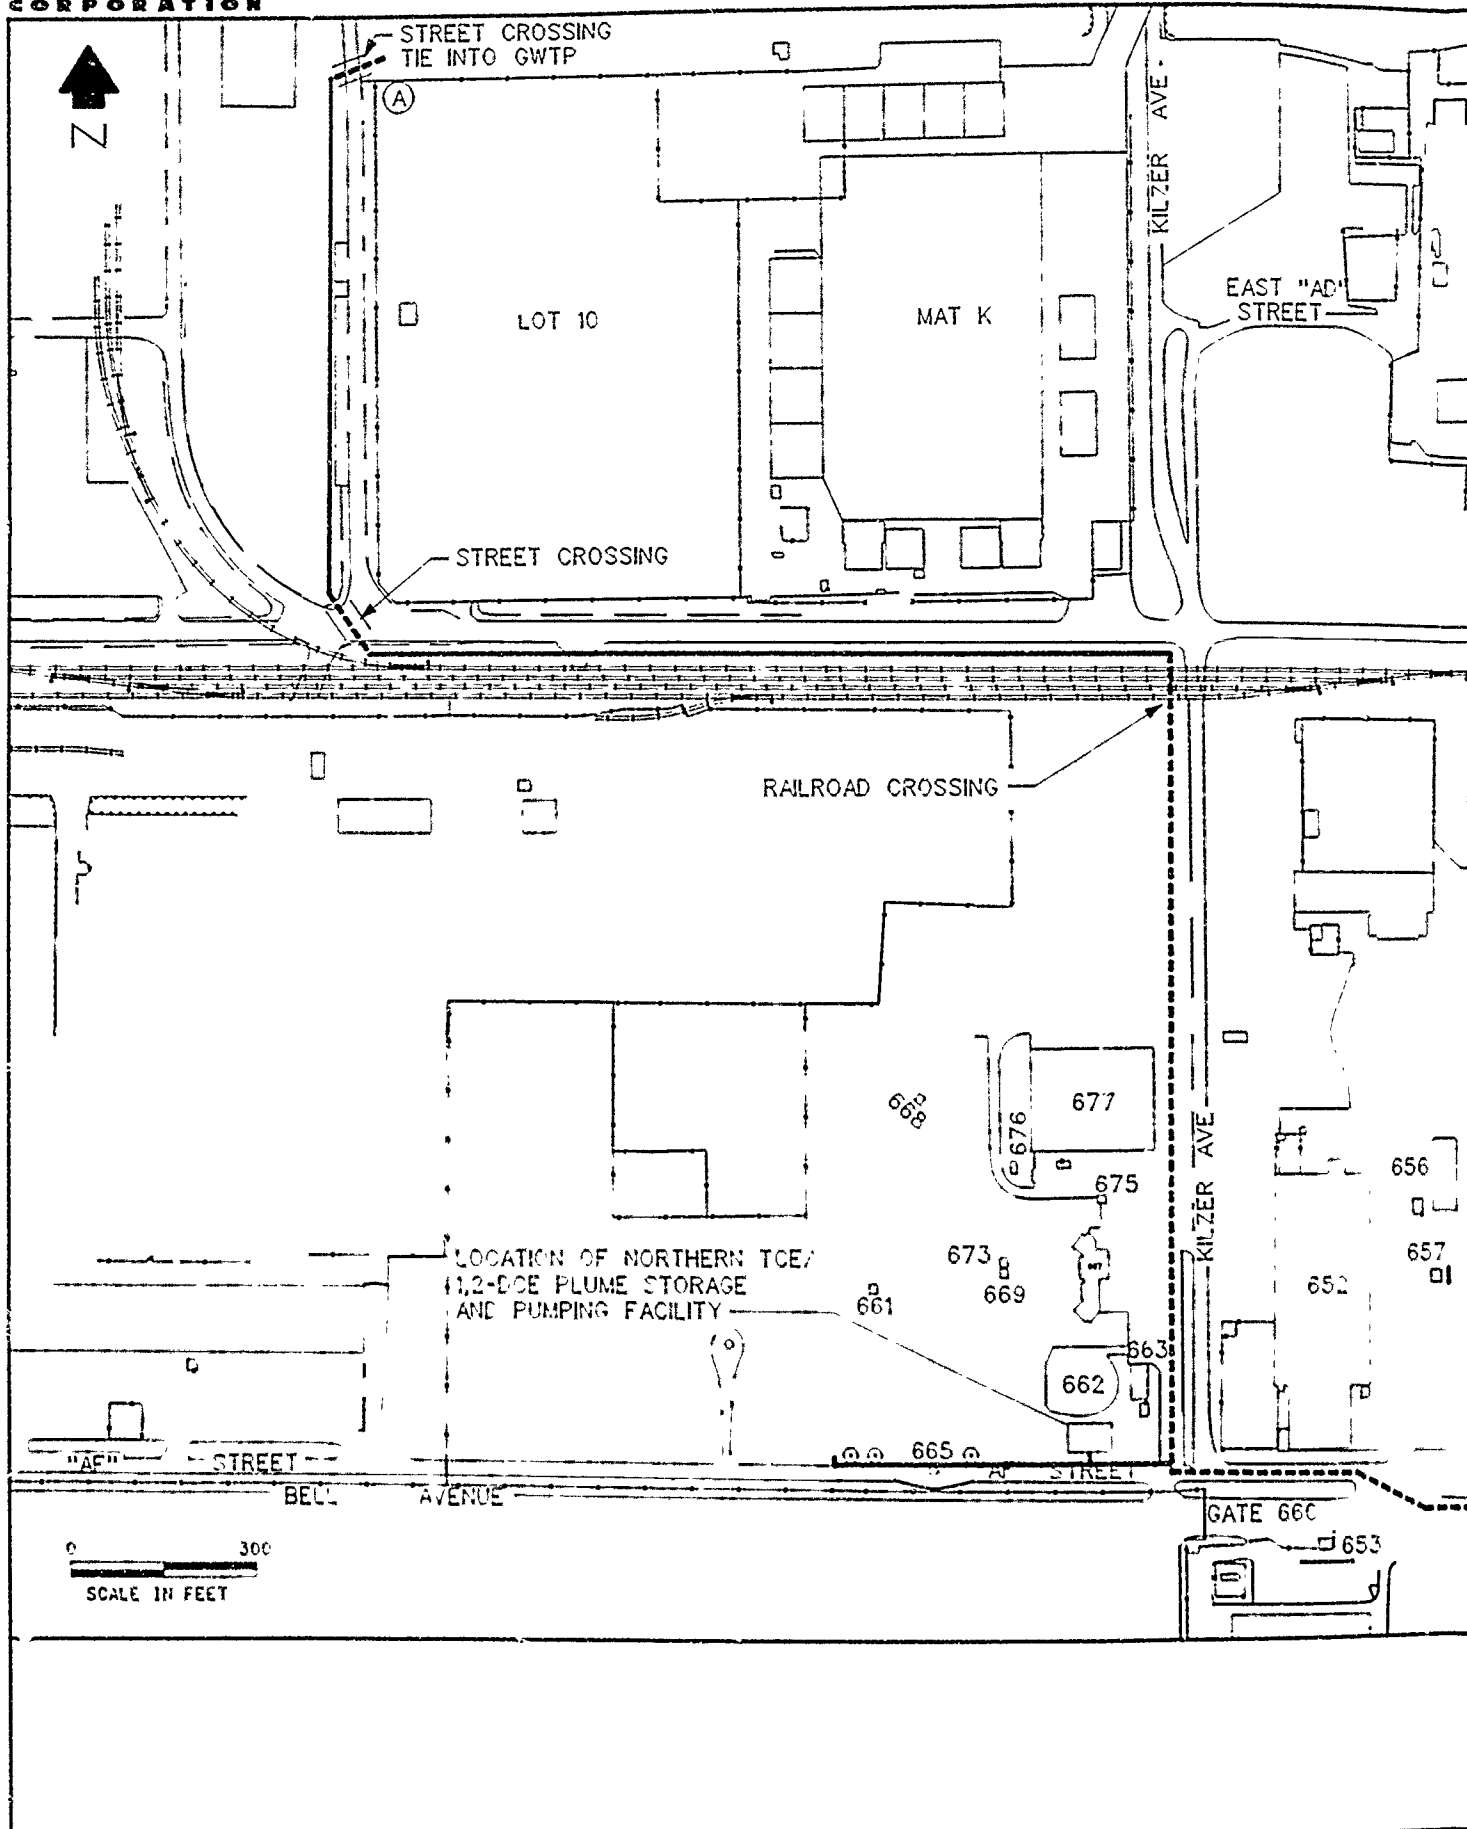 CORPORATION
STREET CROSSING
TIE INTO GWTP
A
N
KILZER AVE.
LOT 10
MAT K
EAST "AD"
STREET
STREET CROSSING
RAILROAD CROSSING
668
676
677
675
KILZER AVE
656
657
652
LOCATION OF NORTHERN TCE/
1,2-DCE PLUME STORAGE
AND PUMPING FACILITY
673
669
661
663
662
665
"AF" STREET
STREET
BELL AVENUE
GATE 660
653
0 300
SCALE IN FEET